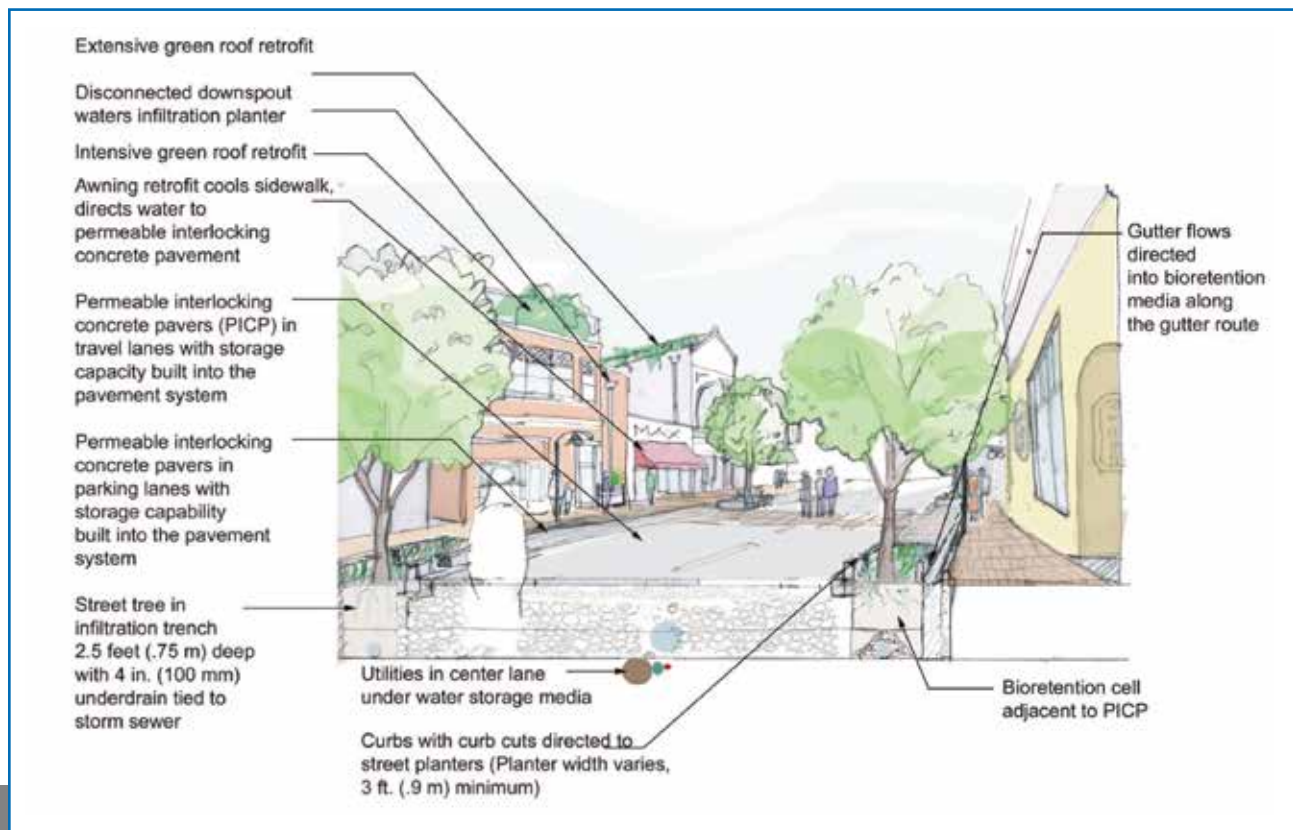 Extensive green roof retrofit
Disconnected downspout
waters infiltration planter
Intensive green roof retrofit
Awning retrofit cools sidewalk,
directs water to
permeable interlocking
concrete pavement
Permeable interlocking
concrete pavers (PICP) in
travel lanes with storage
capacity built into the
pavement system
Permeable interlocking
concrete pavers in
parking lanes with
storage capability
built into the pavement
system
Street tree in
infiltration trench
2.5 feet (.75 m) deep
with 4 in. (100 mm)
underdrain tied to
storm sewer
MAX
Utilities in center lane
under water storage media
Curbs with curb cuts directed to
street planters (Planter width varies,
3 ft. (.9 m) minimum)
Gutter flows
directed
into bioretention
media along
the gutter route
Bioretention cell
adjacent to PICP